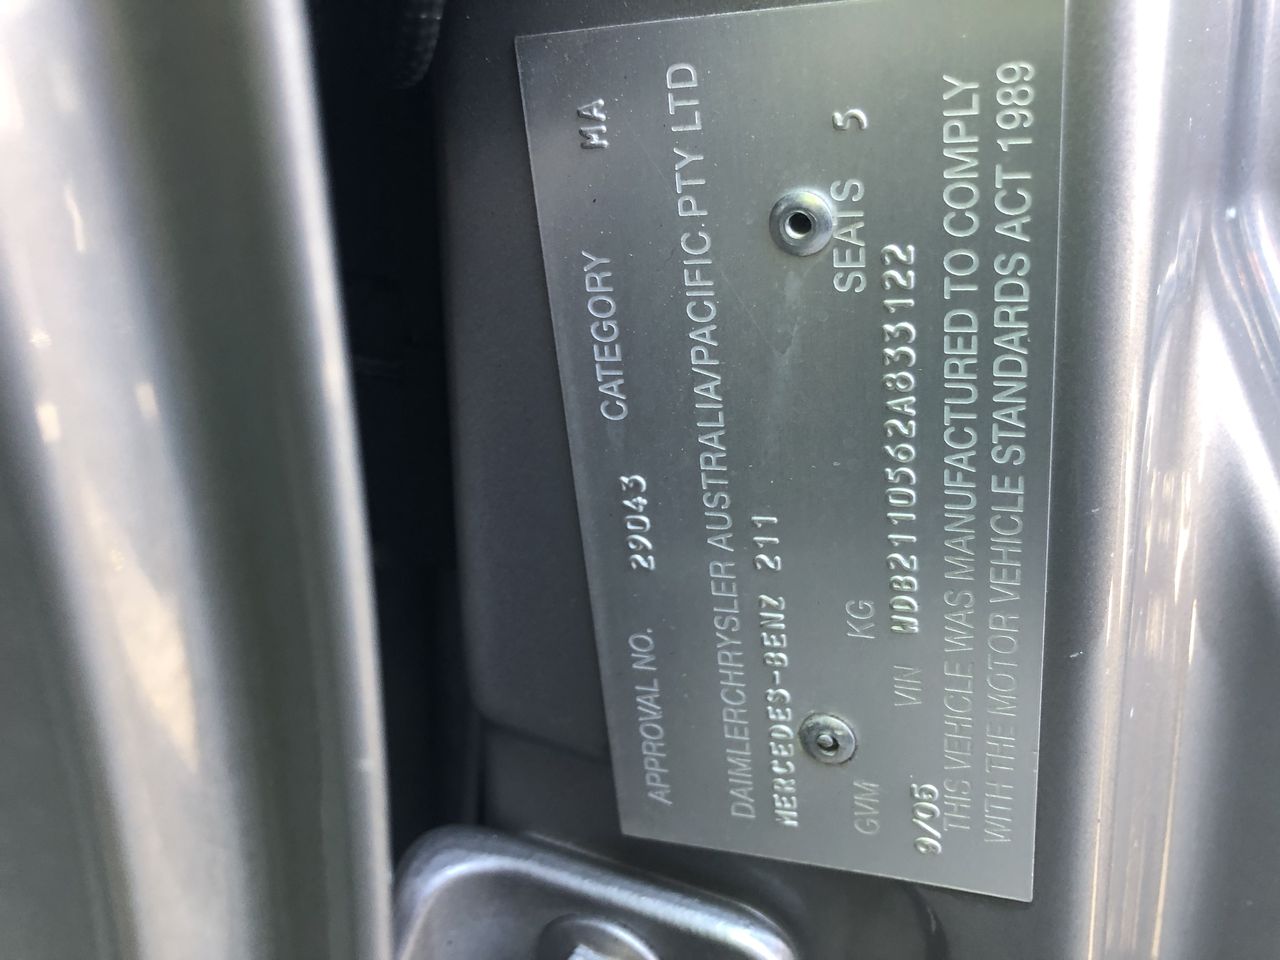 APPROVAL NO. 29043 CATEGORY MA
DAIMLERCHRYSLER AUSTRALIA/PACIFIC PTY LTD
MERCEDES-BENZ 211
GVM KG SEATS 5
9/05 VIN WDB2110562A833122
THIS VEHICLE WAS MANUFACTURED TO COMPLY
WITH THE MOTOR VEHICLE STANDARDS ACT 1989